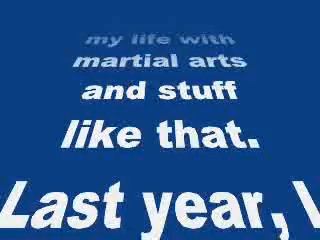 my life with
martial arts
and stuff
like that.
Last year,